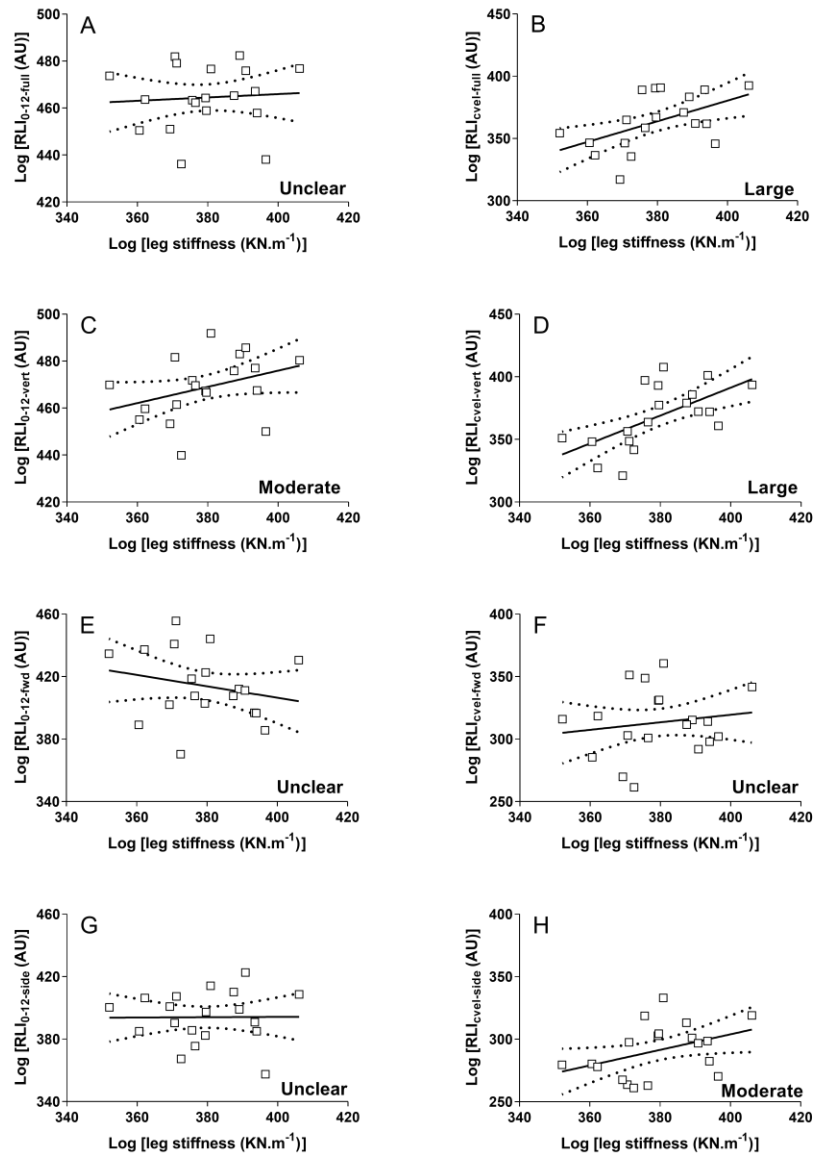 A
Log [RLI0-12-full (AU)]
500
480
460
440
420
340 360 380 400 420
Unclear
Log [leg stiffness (KN.m-1)]
B
Log [RLIcvel-full (AU)]
450
400
350
300
340 360 380 400 420
Large
Log [leg stiffness (KN.m-1)]
C
Log [RLI0-12-vert (AU)]
500
480
460
440
420
340 360 380 400 420
Moderate
Log [leg stiffness (KN.m-1)]
D
Log [RLIcvel-vert (AU)]
450
400
350
300
340 360 380 400 420
Large
Log [leg stiffness (KN.m-1)]
E
Log [RLI0-12-fwd (AU)]
460
420
380
340
340 360 380 400 420
Unclear
Log [leg stiffness (KN.m-1)]
F
Log [RLIcvel-fwd (AU)]
400
350
300
250
340 360 380 400 420
Unclear
Log [leg stiffness (KN.m-1)]
G
Log [RLI0-12-side (AU)]
460
420
380
340
340 360 380 400 420
Unclear
Log [leg stiffness (KN.m-1)]
H
Log [RLIcvel-side (AU)]
400
350
300
250
340 360 380 400 420
Moderate
Log [leg stiffness (KN.m-1)]